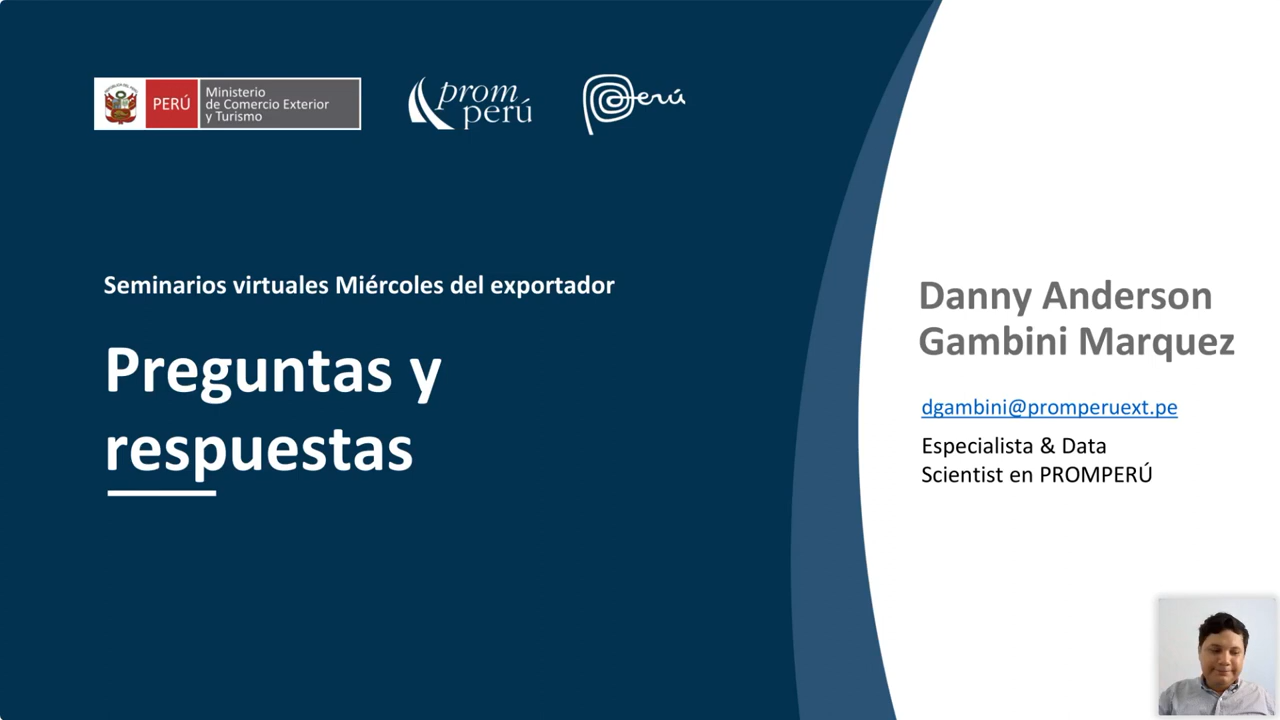 PERÚ
Ministerio
de Comercio Exterior
y Turismo
prom
perú
Perú
Seminarios virtuales Miércoles del exportador
Preguntas y
respuestas
Danny Anderson
Gambini Marquez
dgambini@promperuext.pe
Especialista & Data
Scientist en PROMPERÚ